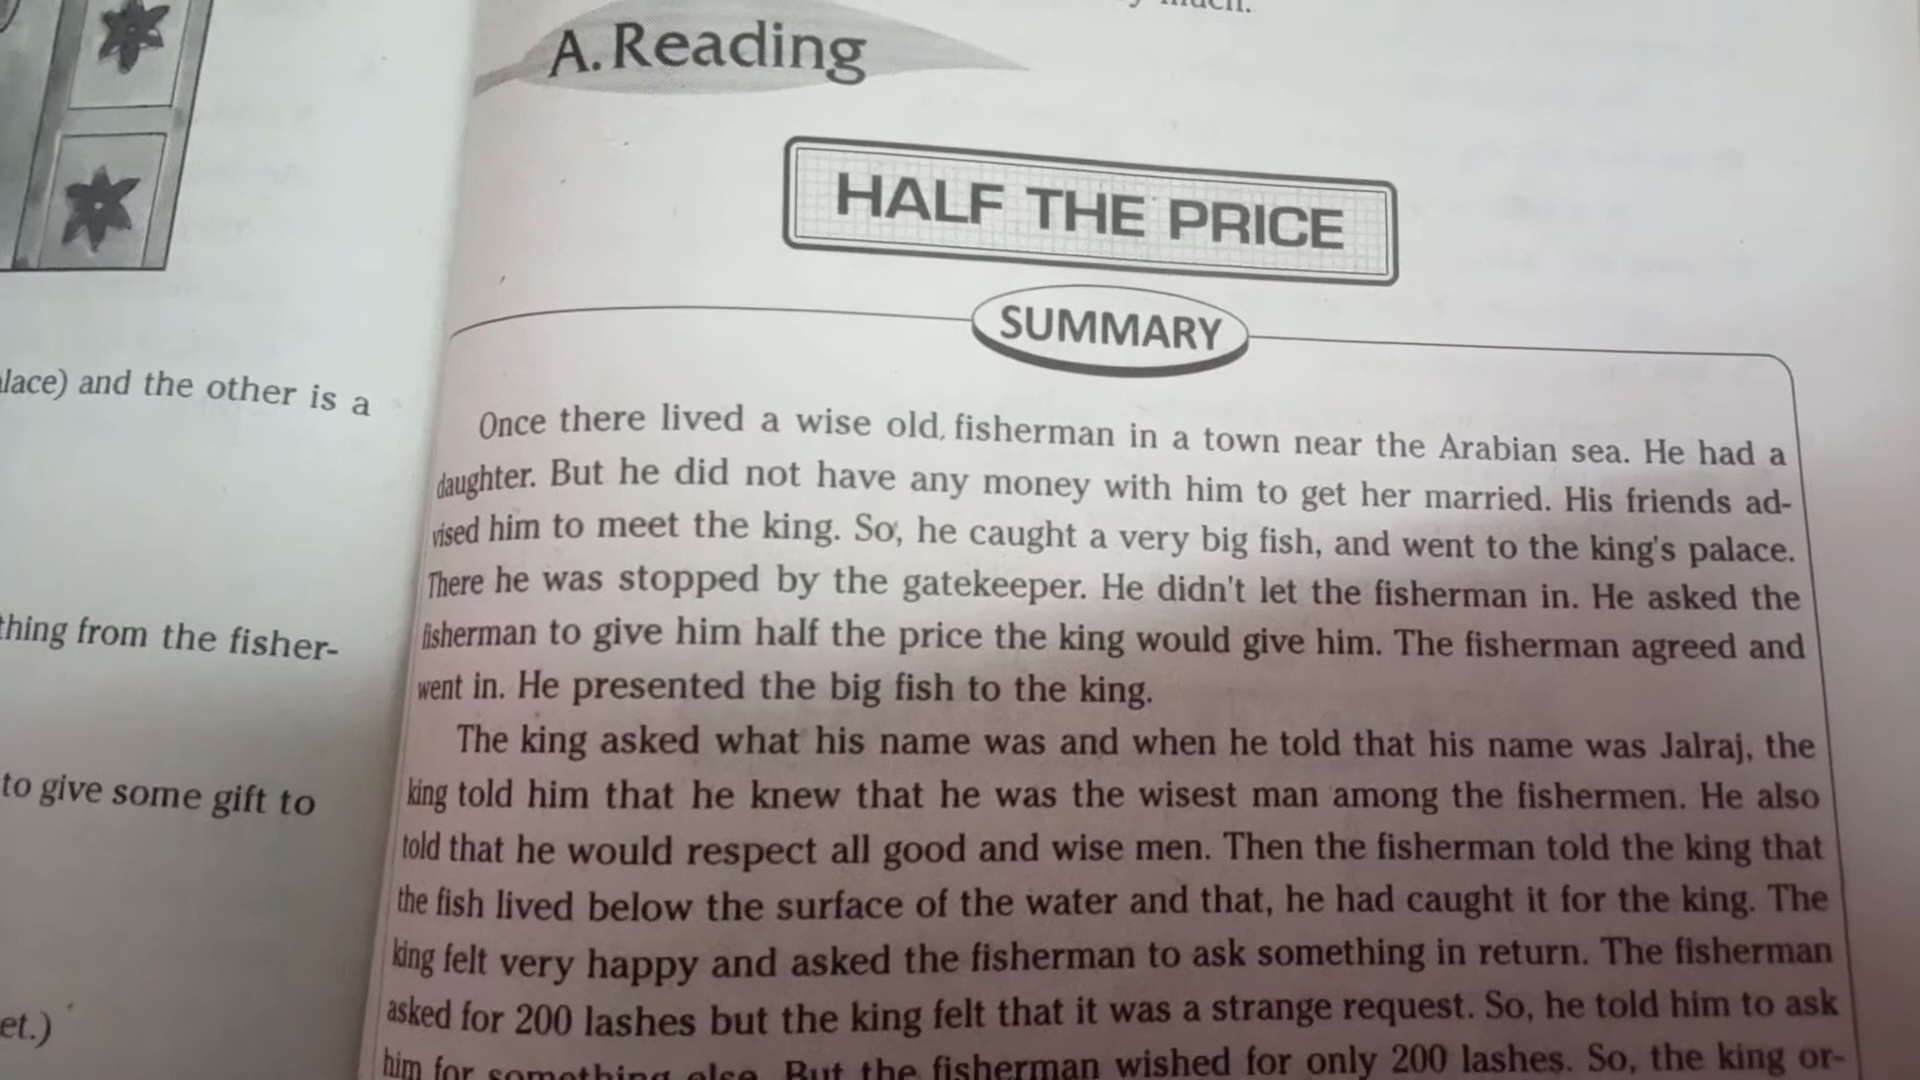 much.
A. Reading
HALF THE PRICE
SUMMARY
lace) and the other is a
thing from the fisher-
to give some gift to
et.)
Once there lived a wise old, fisherman in a town near the Arabian sea. He had a
daughter. But he did not have any money with him to get her married. His friends ad-
vised him to meet the king. So, he caught a very big fish, and went to the king's palace.
There he was stopped by the gatekeeper. He didn't let the fisherman in. He asked the
fisherman to give him half the price the king would give him. The fisherman agreed and
went in. He presented the big fish to the king.
The king asked what his name was and when he told that his name was Jalraj, the
king told him that he knew that he was the wisest man among the fishermen. He also
told that he would respect all good and wise men. Then the fisherman told the king that
the fish lived below the surface of the water and that, he had caught it for the king. The
king felt very happy and asked the fisherman to ask something in return. The fisherman
asked for 200 lashes but the king felt that it was a strange request. So, he told him to ask
him for something else. But the fisherman wished for only 200 lashes. So, the king or-